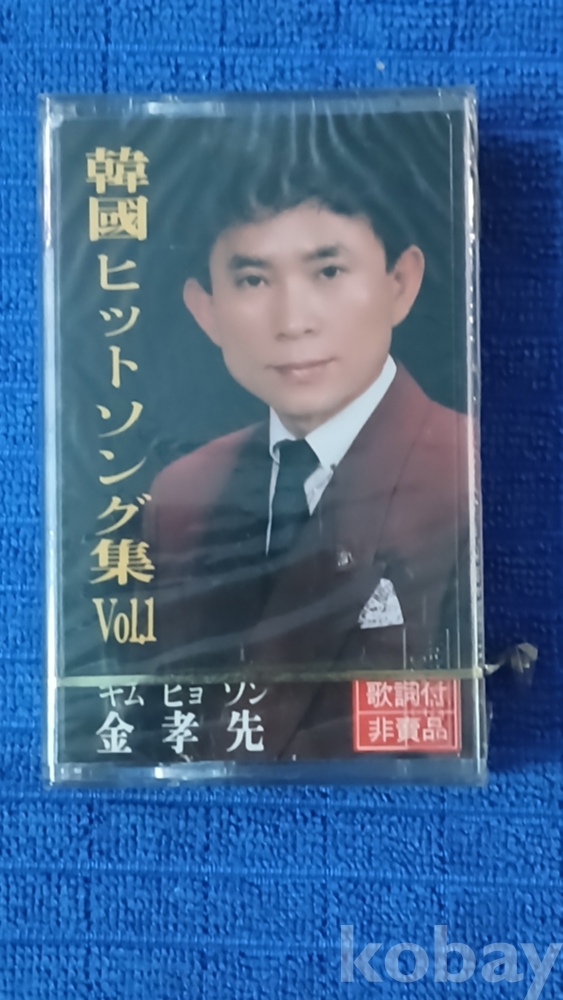 韓國ヒットソング集
Vol.1
キム ヒョ ソン
金 孝 先
歌詞付
非賣品
kobay